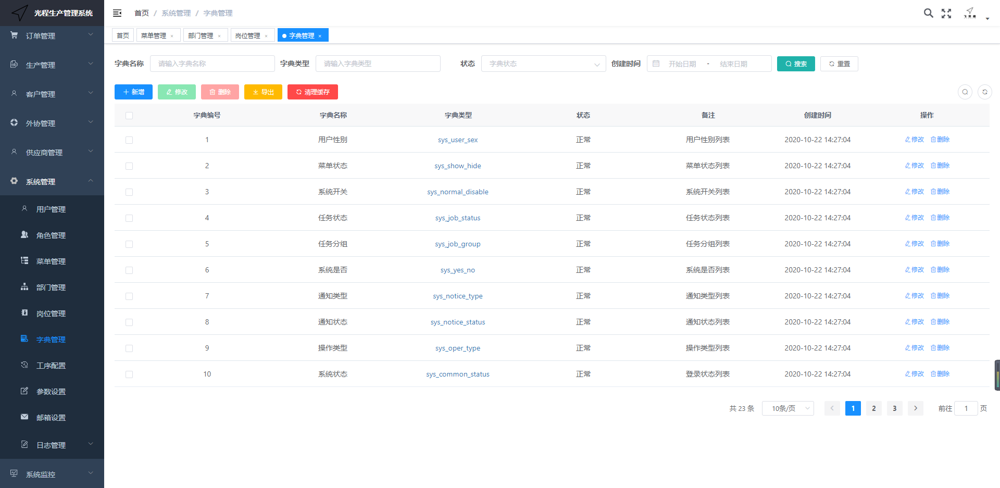 光程生产管理系统
首页 / 系统管理 / 字典管理
首页 菜单管理 × 部门管理 × 岗位管理 × 字典管理 ×
订单管理
生产管理
客户管理
外协管理
供应商管理
系统管理
用户管理
角色管理
菜单管理
部门管理
岗位管理
字典管理
工序配置
参数设置
邮箱设置
日志管理
系统监控
字典名称 请输入字典名称 字典类型 请输入字典类型 状态 字典状态 创建时间 开始日期 - 结束日期 搜索 重置
新增 修改 删除 导出 清理缓存
字典编号 字典名称 字典类型 状态 备注 创建时间 操作
1 用户性别 sys_user_sex 正常 用户性别列表 2020-10-22 14:27:04 修改 删除
2 菜单状态 sys_show_hide 正常 菜单状态列表 2020-10-22 14:27:04 修改 删除
3 系统开关 sys_normal_disable 正常 系统开关列表 2020-10-22 14:27:04 修改 删除
4 任务状态 sys_job_status 正常 任务状态列表 2020-10-22 14:27:04 修改 删除
5 任务分组 sys_job_group 正常 任务分组列表 2020-10-22 14:27:04 修改 删除
6 系统是否 sys_yes_no 正常 系统是否列表 2020-10-22 14:27:04 修改 删除
7 通知类型 sys_notice_type 正常 通知类型列表 2020-10-22 14:27:04 修改 删除
8 通知状态 sys_notice_status 正常 通知状态列表 2020-10-22 14:27:04 修改 删除
9 操作类型 sys_oper_type 正常 操作类型列表 2020-10-22 14:27:04 修改 删除
10 系统状态 sys_common_status 正常 登录状态列表 2020-10-22 14:27:04 修改 删除
共 23 条 10条/页 1 2 3 前往 1 页